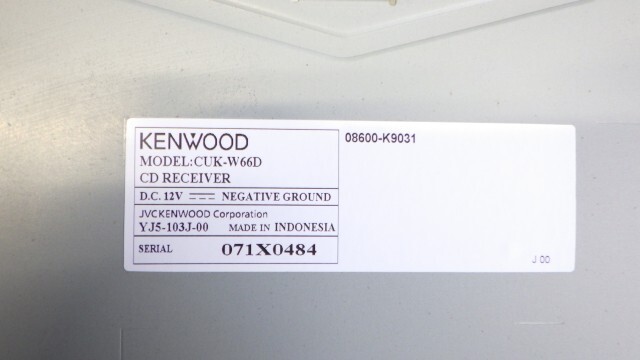 KENWOOD
MODEL:CUK-W66D
CD RECEIVER
D.C. 12V NEGATIVE GROUND
JVCKENWOOD Corporation
YJ5-103J-00 MADE IN INDONESIA
SERIAL 071X0484
08600-K9031
J 00